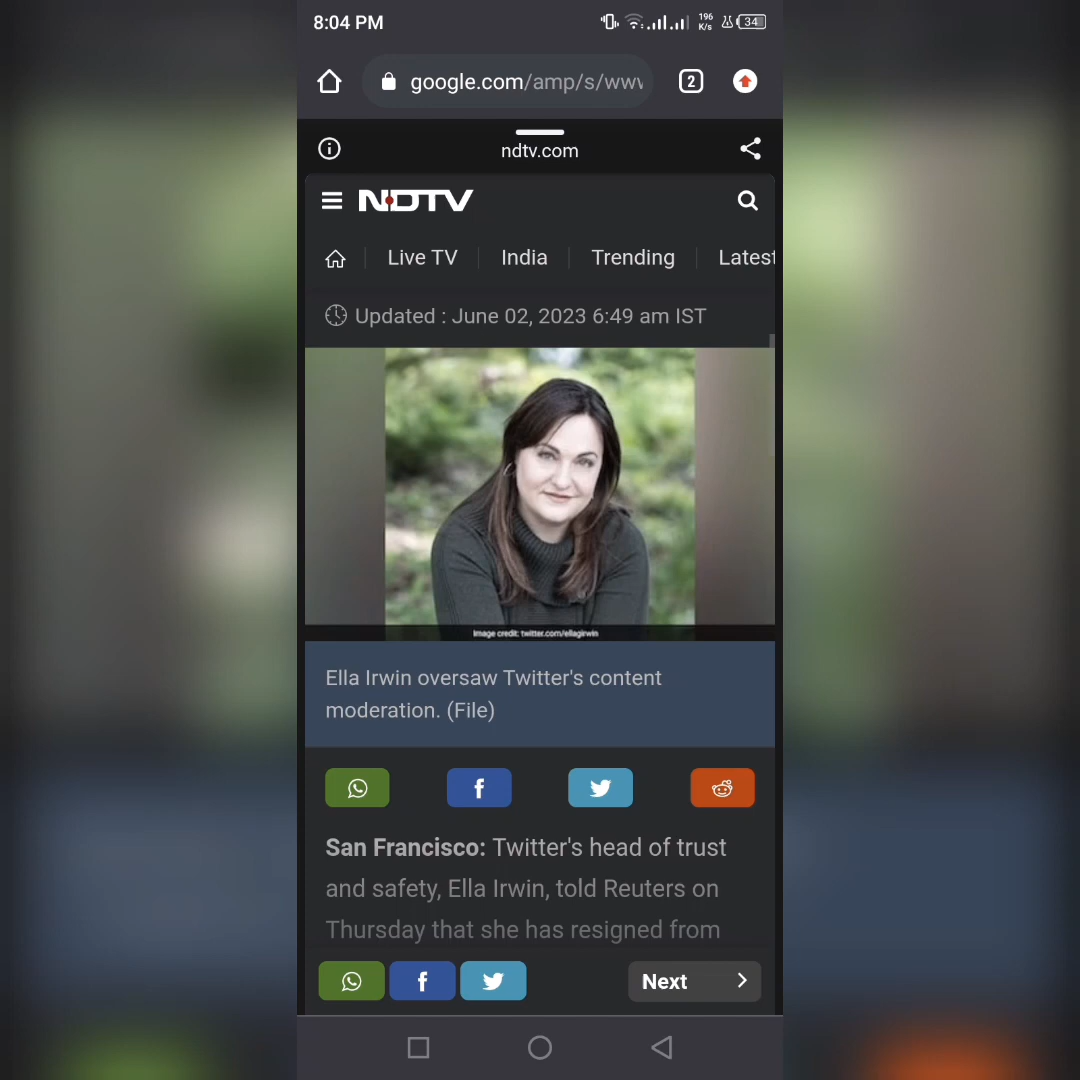 8:04 PM
196
K/s
34
google.com/amp/s/www
2
ndtv.com
NDTV
Live TV
India
Trending
Latest
Updated : June 02, 2023 6:49 am IST
Image credit: twitter.com/ellagirwin
Ella Irwin oversaw Twitter's content
moderation. (File)
San Francisco: Twitter's head of trust
and safety, Ella Irwin, told Reuters on
Thursday that she has resigned from
Next